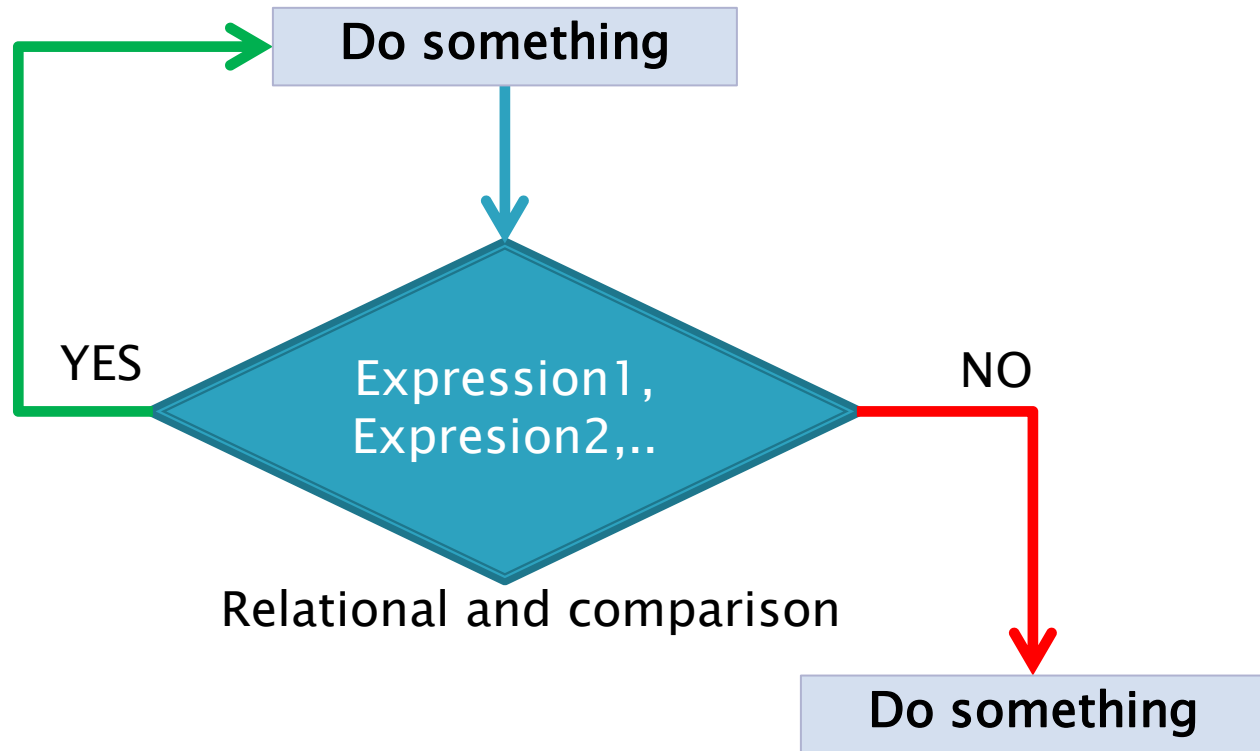 Do something
YES
NO
Expression1,
Expresion2,..
Relational and comparison
Do something